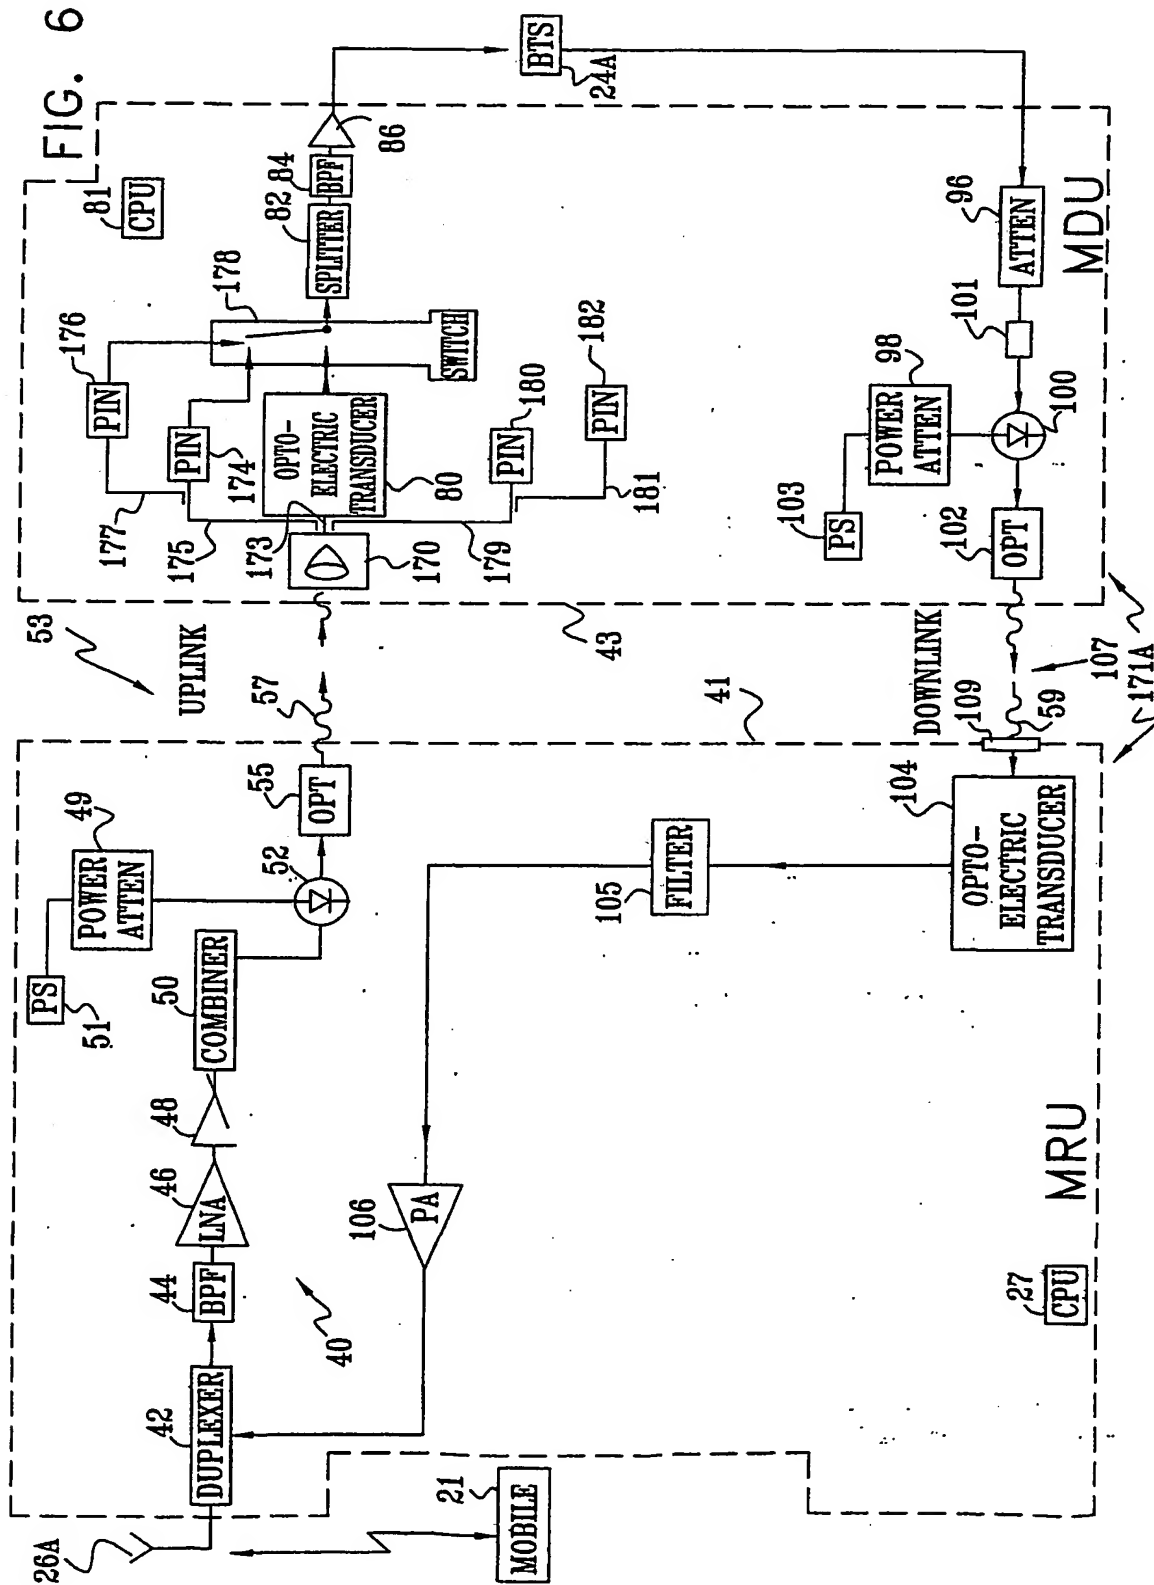 FIG. 6
26A
42
DUPLEXER
44
BPF
46
LNA
48
50
COMBINER
PS
51
49
POWER
ATTEN
52
55
OPT
57
UPLINK
53
40
MOBILE
21
106
PA
105
FILTER
104
OPTO-
ELECTRIC
TRANSDUCER
109
59
DOWNLINK
107
171A
41
43
27
CPU
MRU
177
175
173
170
179
181
PIN
176
PIN
174
OPTO-
ELECTRIC
TRANSDUCER
80
PIN
180
PIN
182
178
SWITCH
81
CPU
82
SPLITTER
84
BPF
86
BTS
24A
96
ATTEN
101
98
POWER
ATTEN
100
103
PS
102
OPT
MDU